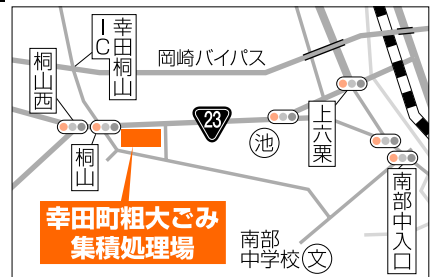 幸田桐山
IC
岡崎バイパス
桐山西
桐山
23
池
上六栗
南部中入口
幸田町粗大ごみ
集積処理場
南部
中学校
文